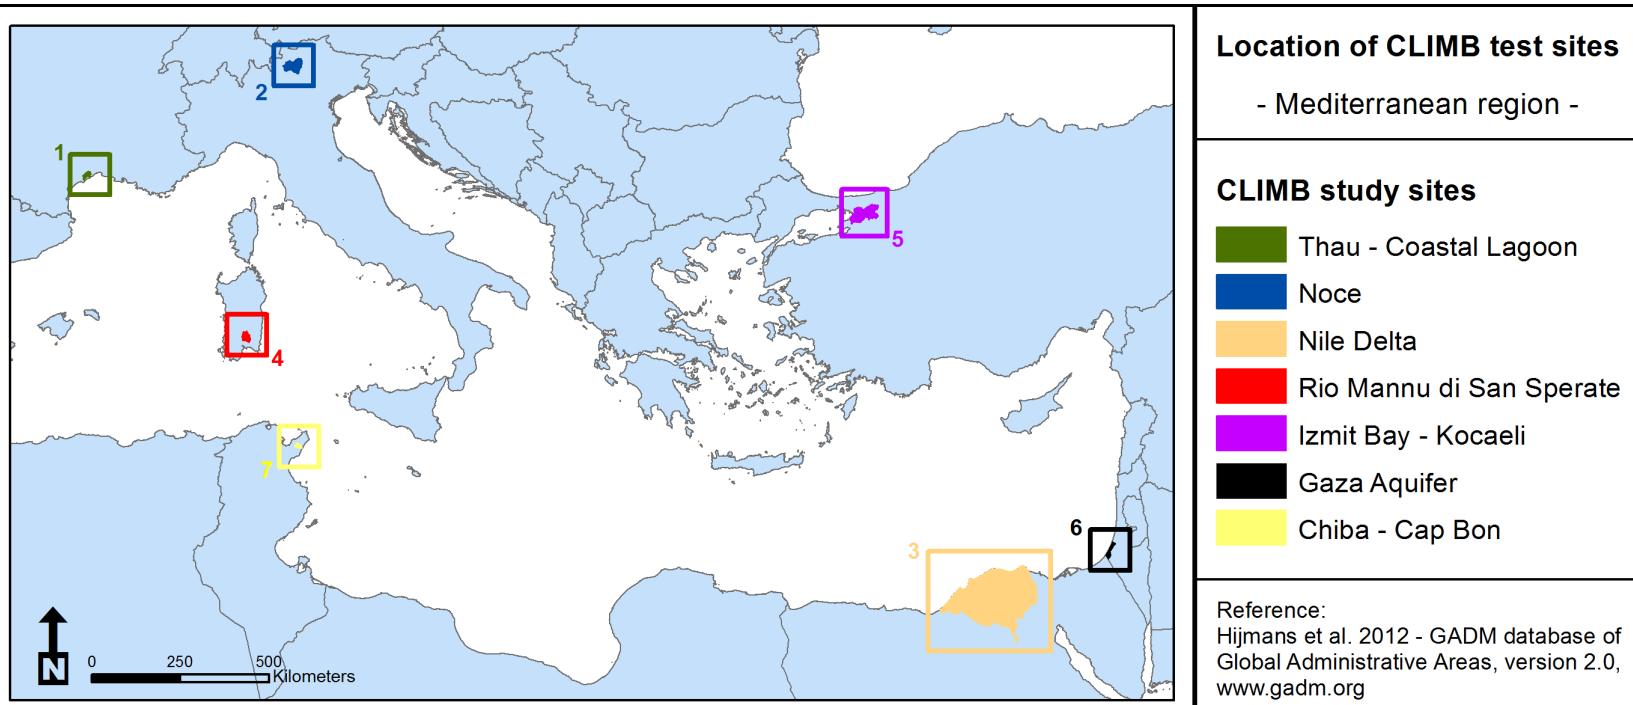 Location of CLIMB test sites
- Mediterranean region -
CLIMB study sites
Thau - Coastal Lagoon
Noce
Nile Delta
Rio Mannu di San Sperate
Izmit Bay - Kocaeli
Gaza Aquifer
Chiba - Cap Bon
Reference:
Hijmans et al. 2012 - GADM database of
Global Administrative Areas, version 2.0,
www.gadm.org
2
1
5
4
7
6
3
N
0 250 500
Kilometers